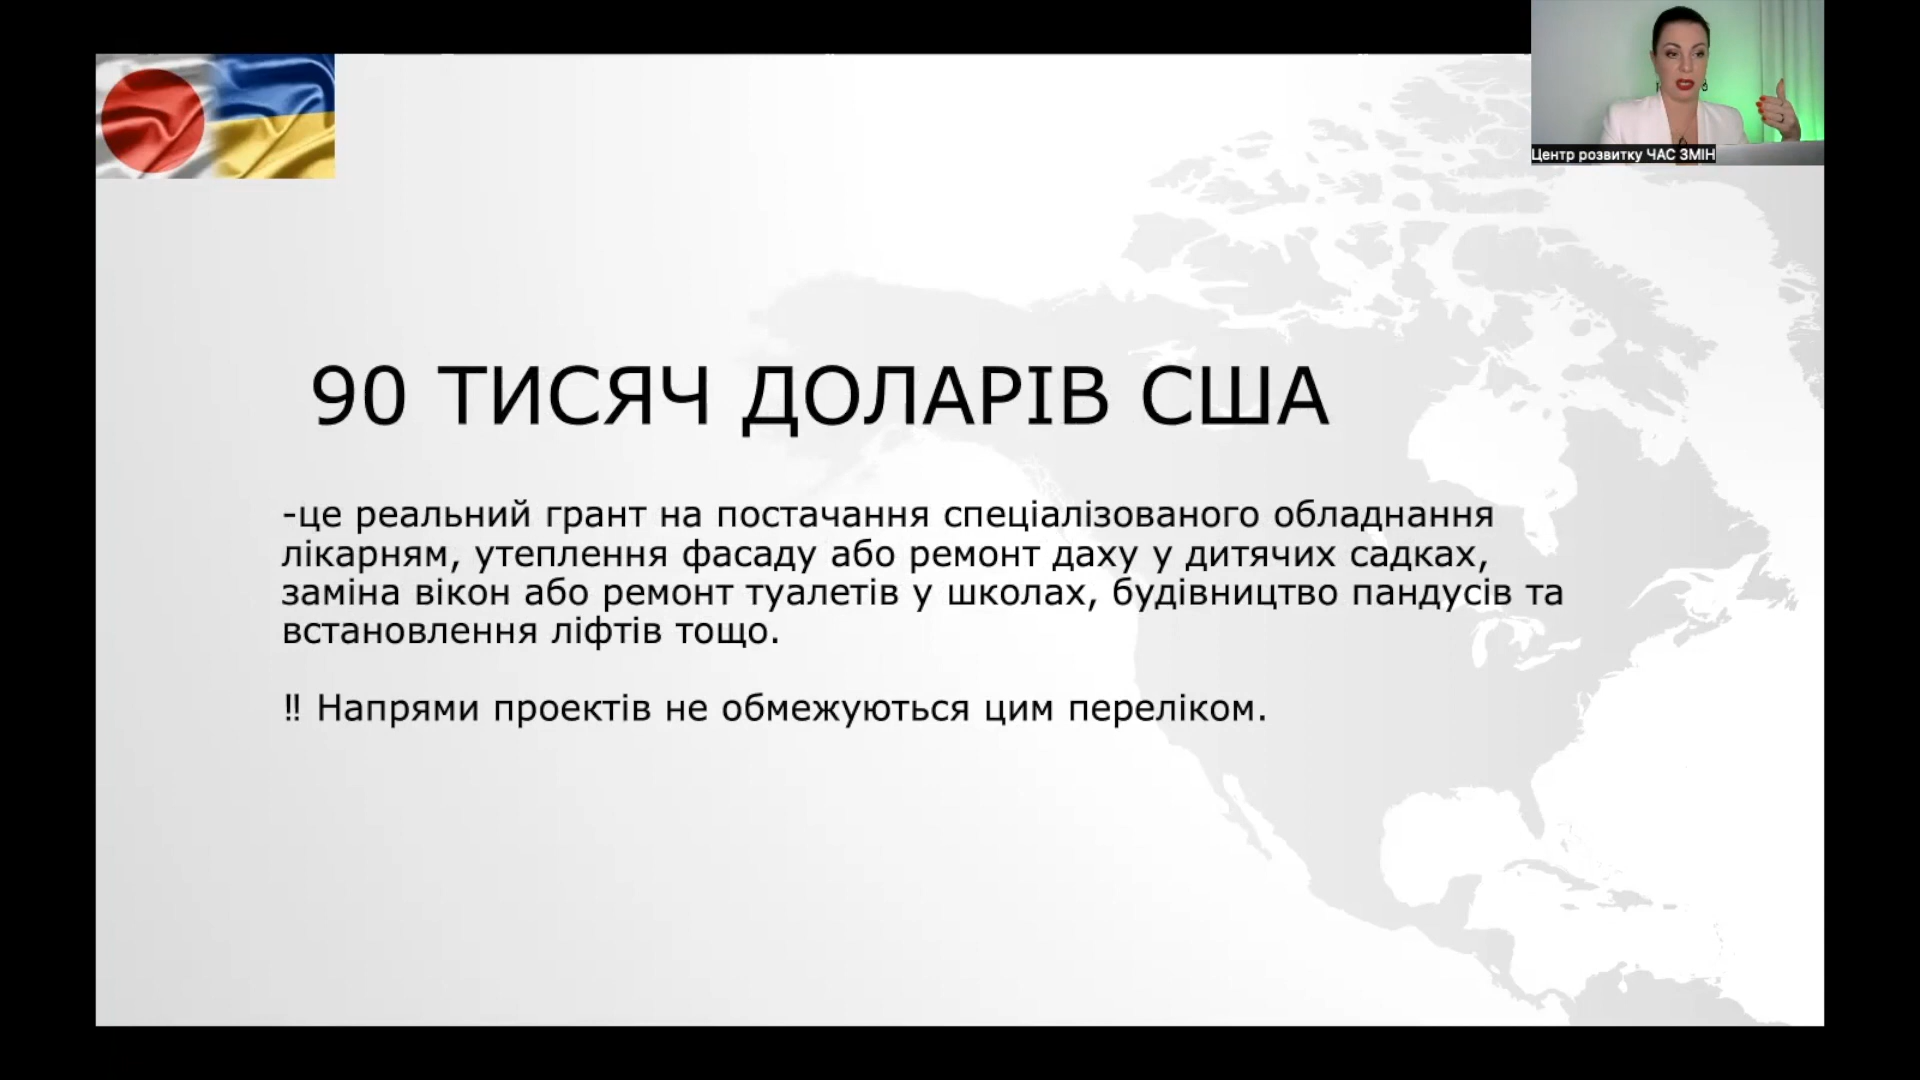 Центр розвитку ЧАС ЗМІН
90 ТИСЯЧ ДОЛАРІВ США
-це реальний грант на постачання спеціалізованого обладнання
лікарням, утеплення фасаду або ремонт даху у дитячих садках,
заміна вікон або ремонт туалетів у школах, будівництво пандусів та
встановлення ліфтів тощо.
‼ Напрями проектів не обмежуються цим переліком.